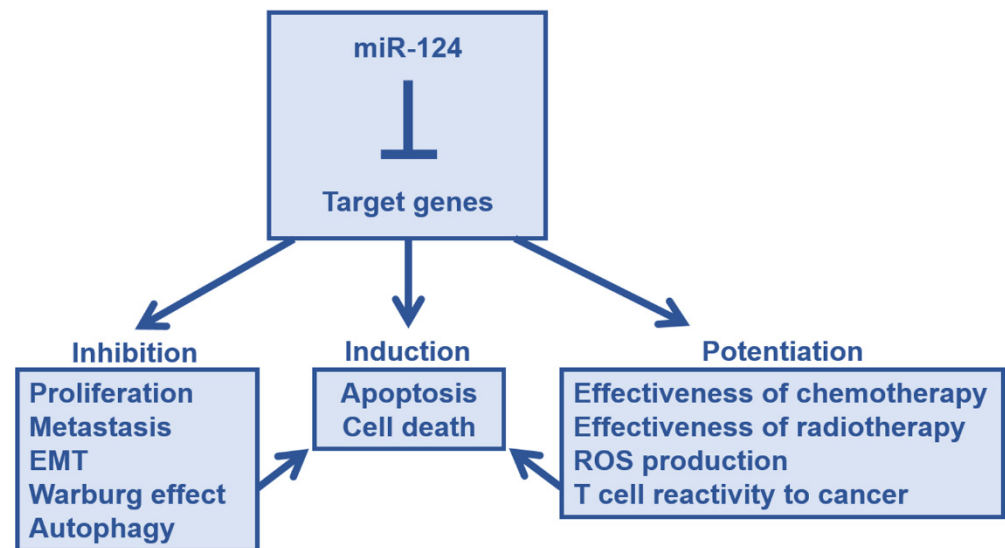 miR-124
Target genes
Inhibition
Proliferation
Metastasis
EMT
Warburg effect
Autophagy
Induction
Apoptosis
Cell death
Potentiation
Effectiveness of chemotherapy
Effectiveness of radiotherapy
ROS production
T cell reactivity to cancer